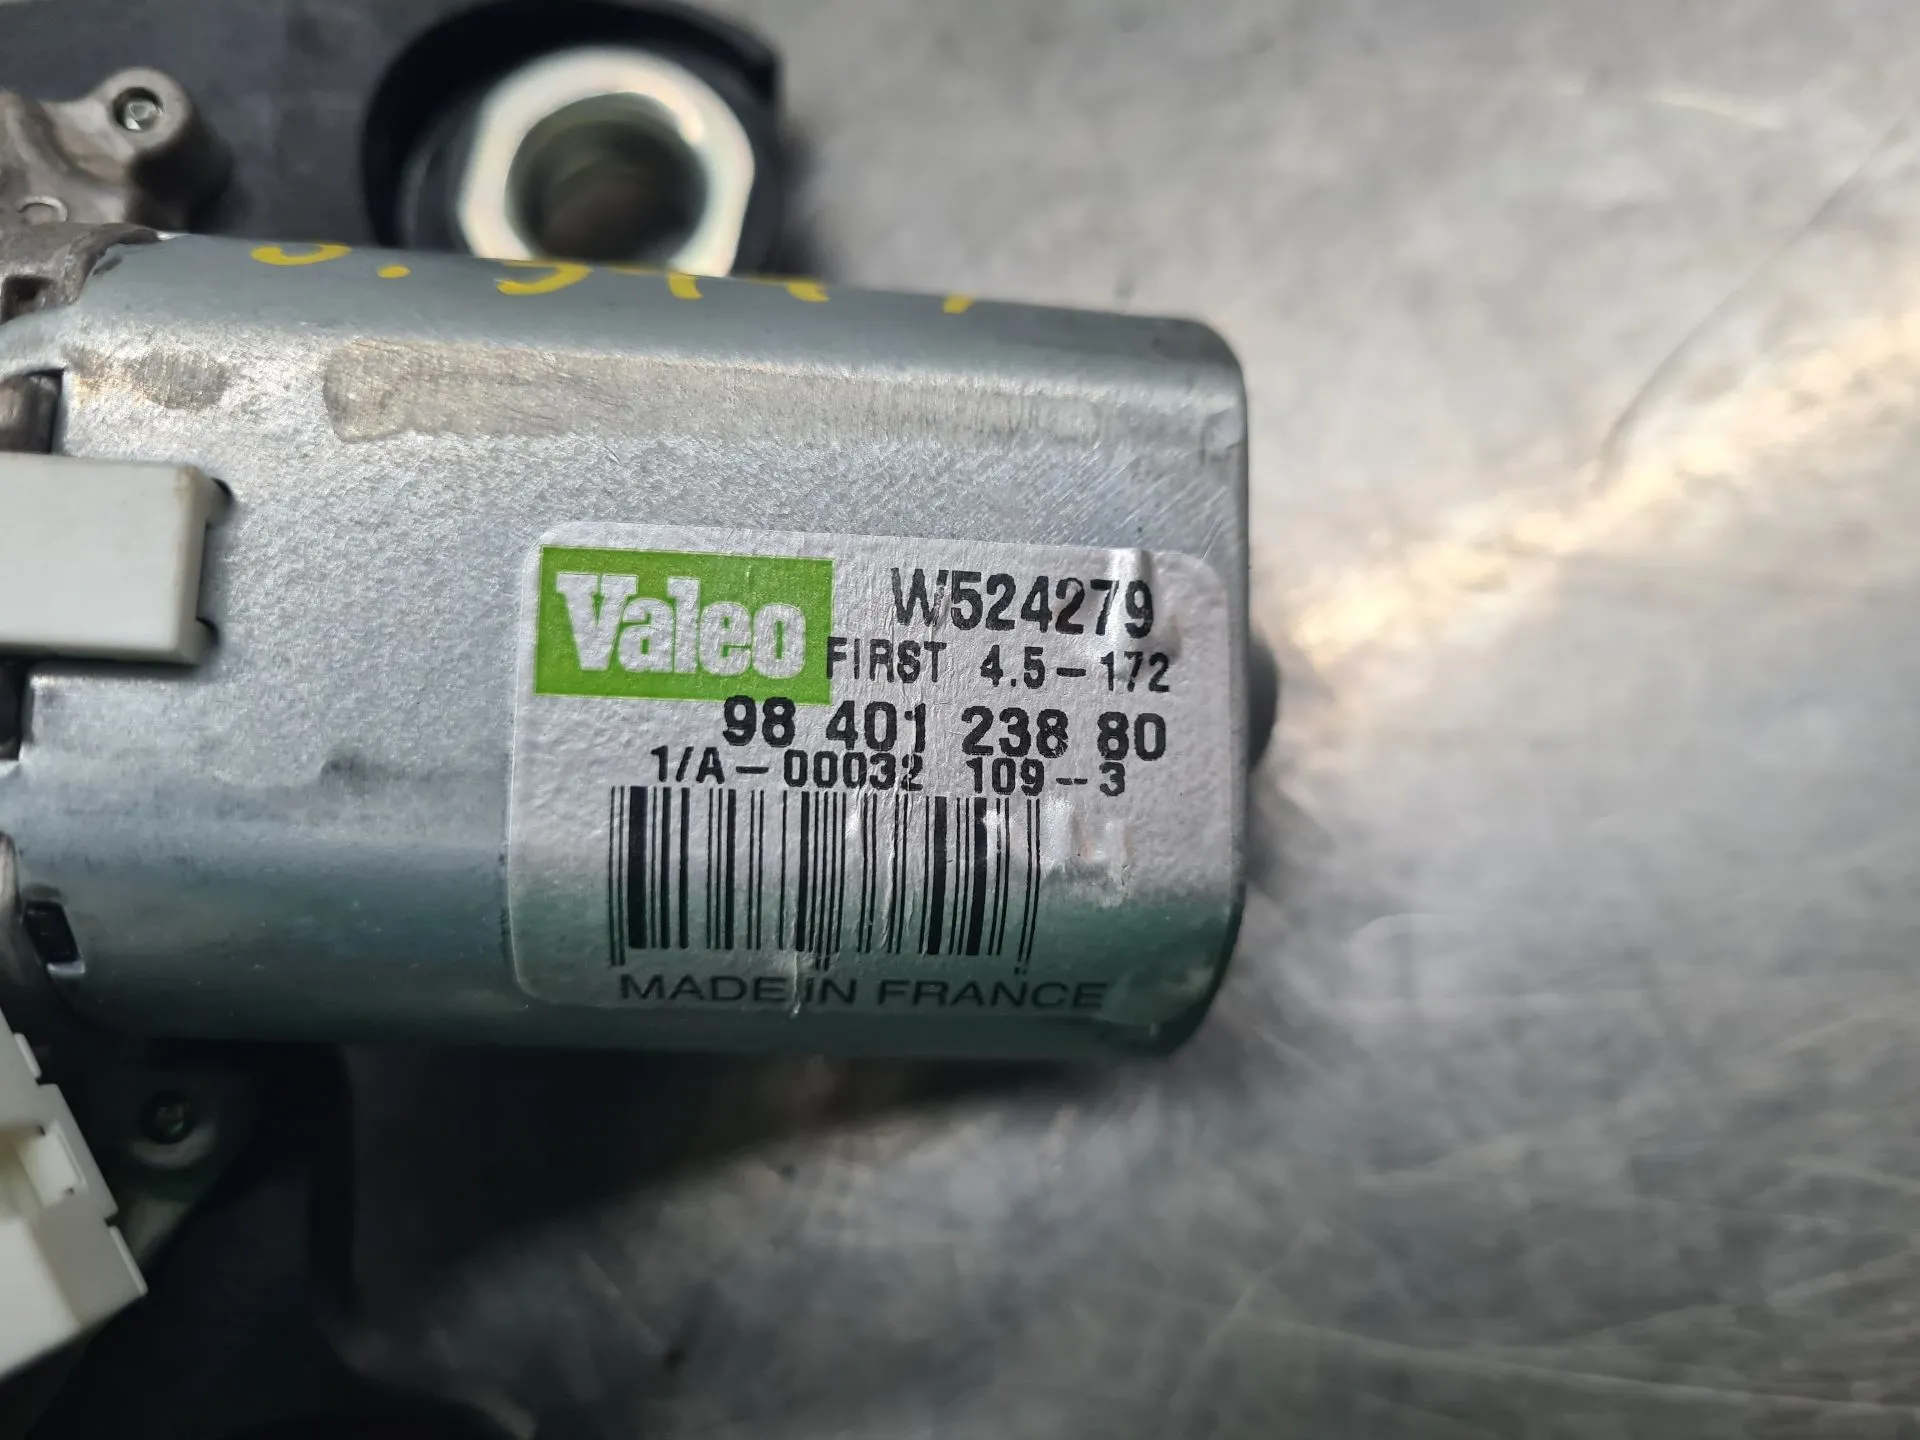 Valeo W524279
FIRST 4.5-172
98 401 238 80
1/A-00032 109-3
MADE IN FRANCE